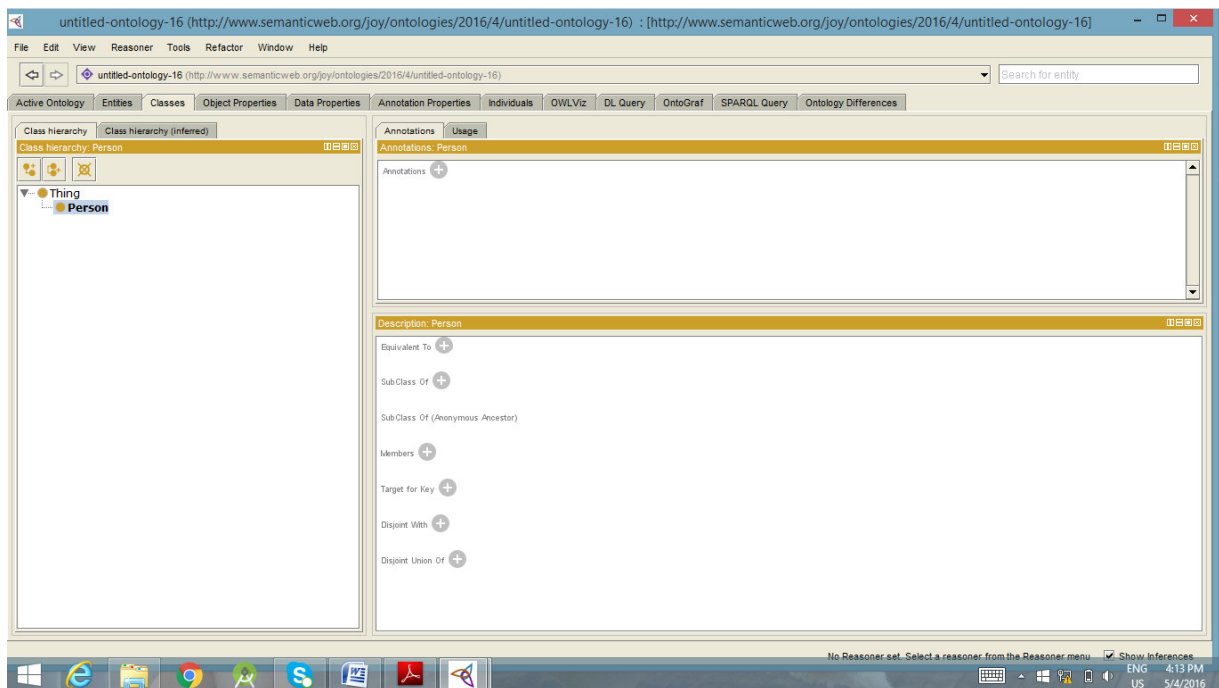 untitled-ontology-16 (http://www.semanticweb.org/joy/ontologies/2016/4/untitled-ontology-16) : [http://www.semanticweb.org/joy/ontologies/2016/4/untitled-ontology-16]
File Edit View Reasoner Tools Refactor Window Help
untitled-ontology-16 (http://www.semanticweb.org/joy/ontologies/2016/4/untitled-ontology-16)
Search for entity
Active Ontology Entities Classes Object Properties Data Properties Annotation Properties Individuals OWLViz DL Query OntoGraf SPARQL Query Ontology Differences
Class hierarchy Class hierarchy (inferred)
Class hierarchy: Person
Thing
Person
Annotations Usage
Annotations: Person
Annotations
Description: Person
Equivalent To
SubClass Of
SubClass Of (Anonymous Ancestor)
Members
Target for Key
Disjoint With
Disjoint Union Of
No Reasoner set. Select a reasoner from the Reasoner menu Show Inferences
ENG 4:13 PM
US 5/4/2016